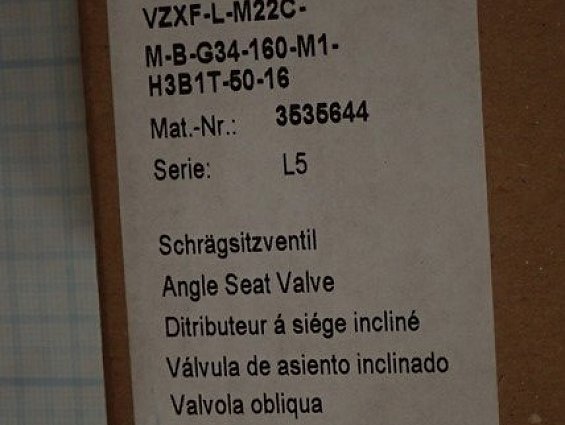 VZXF-L-M22C-
M-B-G34-160-M1-
H3B1T-50-16
Mat.-Nr.: 3535644
Serie: L5
Schrägsitzventil
Angle Seat Valve
Ditributeur á siége incliné
Válvula de asiento inclinado
Valvola obliqua